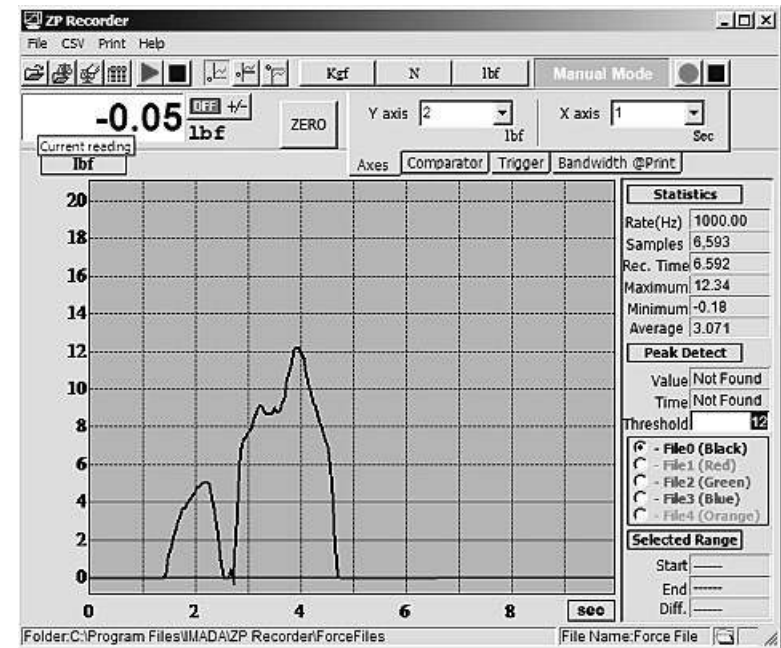 ZP Recorder
File CSV Print Help
Kgf N lbf Manual Mode
-0.05 OFF +/- lbf
ZERO
Y axis 2 lbf
X axis 1 Sec
Current reading
lbf
Axes Comparator Trigger Bandwidth @Print
20
18
16
14
12
10
8
6
4
2
0
0 2 4 6 8 sec
Statistics
Rate(Hz) 1000.00
Samples 6,593
Rec. Time 6.592
Maximum 12.34
Minimum -0.18
Average 3.071
Peak Detect
Value Not Found
Time Not Found
Threshold 12
- File0 (Black)
- File1 (Red)
- File2 (Green)
- File3 (Blue)
- File4 (Orange)
Selected Range
Start -----
End ------
Diff. -----
Folder:C:\Program Files\IMADA\ZP Recorder\ForceFiles
File Name:Force File